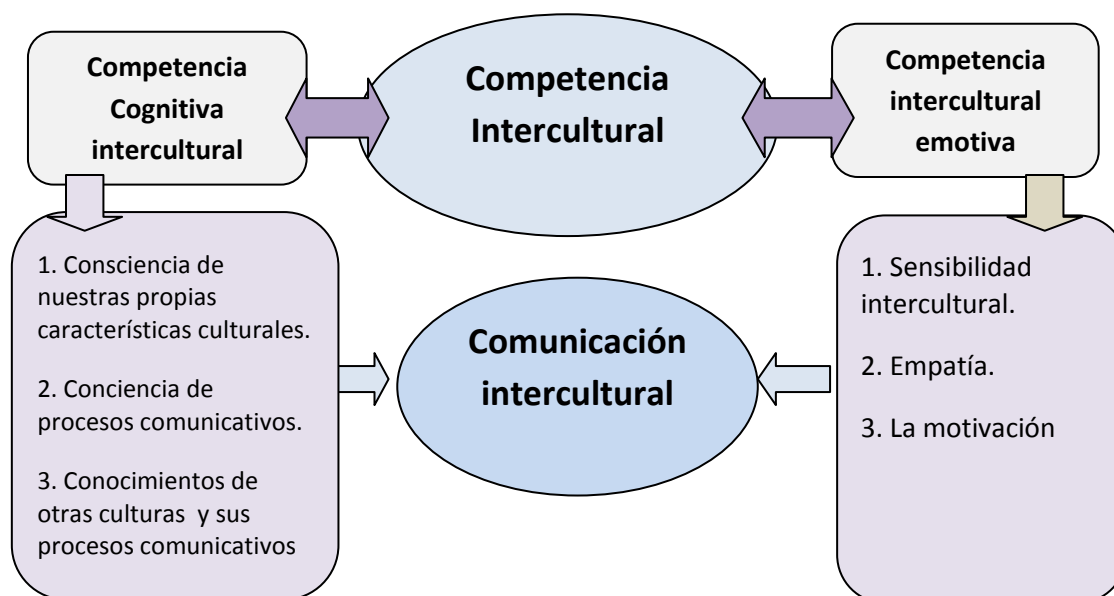 Competencia
Cognitiva
intercultural
Competencia
Intercultural
Competencia
intercultural
emotiva
1. Consciencia de
nuestras propias
características culturales.
2. Conciencia de
procesos comunicativos.
3. Conocimientos de
otras culturas y sus
procesos comunicativos
Comunicación
intercultural
1. Sensibilidad
intercultural.
2. Empatía.
3. La motivación